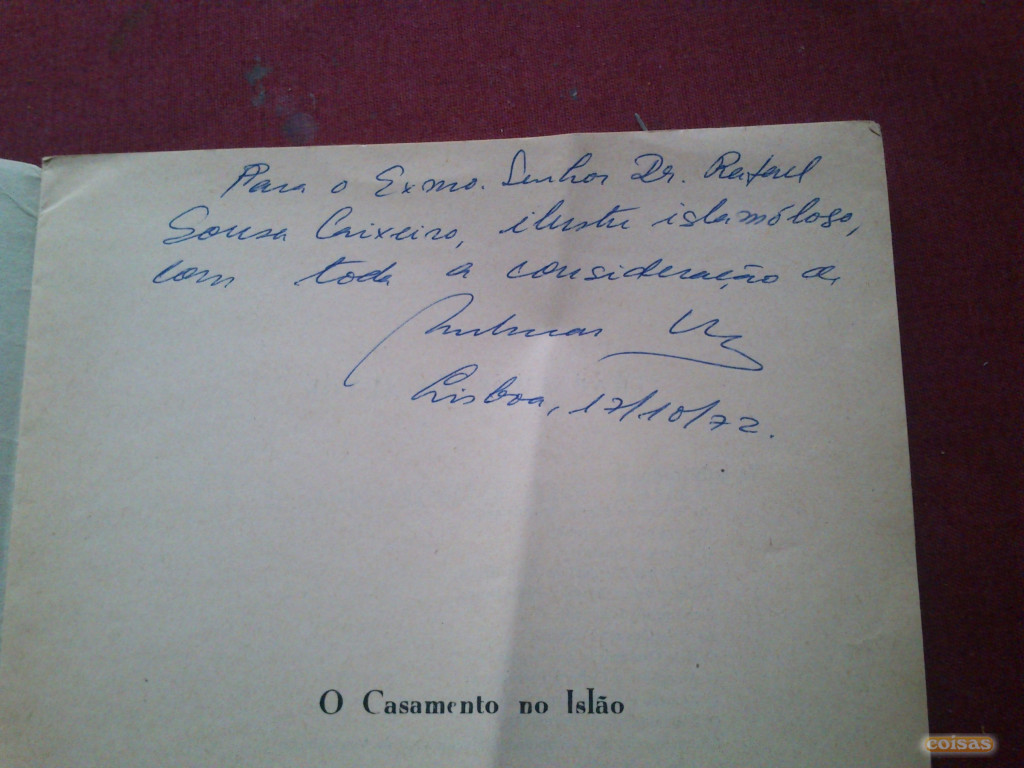 Para o Exmo. Senhor Dr. Rafael
Sousa Caixeiro, ilustre islamólogo,
com toda a consideração de
Lisboa, 17/10/72.
O Casamento no Islão
coisas